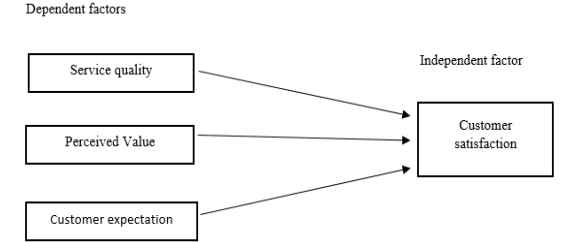 Dependent factors
Service quality
Independent factor
Customer
satisfaction
Perceived Value
Customer expectation